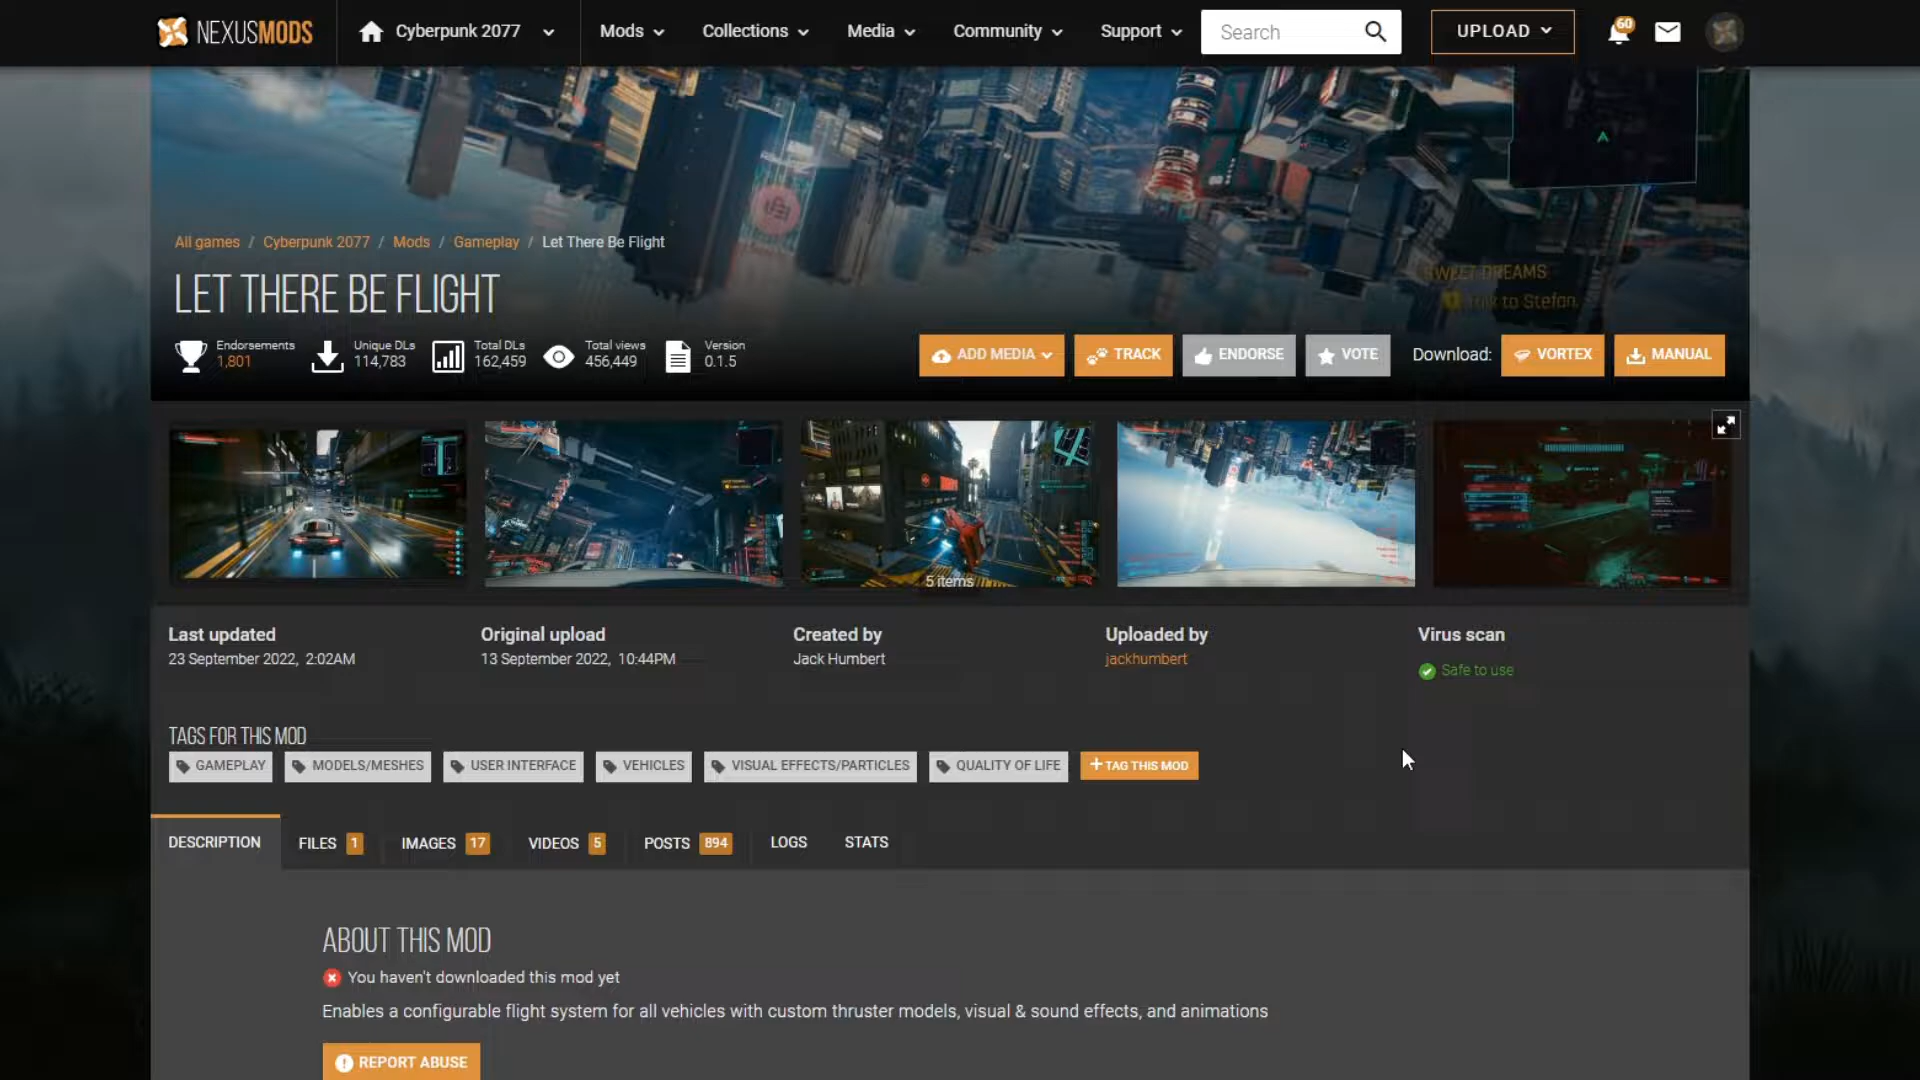 NEXUSMODS
Cyberpunk 2077
Mods
Collections
Media
Community
Support
Search
UPLOAD
60
SWEET DREAMS
Talk to Stefan.
All games / Cyberpunk 2077 / Mods / Gameplay / Let There Be Flight
LET THERE BE FLIGHT
Endorsements
1,801
Unique DLs
114,783
Total DLs
162,459
Total views
456,449
Version
0.1.5
ADD MEDIA
TRACK
ENDORSE
VOTE
Download:
VORTEX
MANUAL
5 items
Last updated
23 September 2022, 2:02AM
Original upload
13 September 2022, 10:44PM
Created by
Jack Humbert
Uploaded by
jackhumbert
Virus scan
Safe to use
TAGS FOR THIS MOD
GAMEPLAY
MODELS/MESHES
USER INTERFACE
VEHICLES
VISUAL EFFECTS/PARTICLES
QUALITY OF LIFE
+ TAG THIS MOD
DESCRIPTION
FILES 1
IMAGES 17
VIDEOS 5
POSTS 894
LOGS
STATS
ABOUT THIS MOD
You haven't downloaded this mod yet
Enables a configurable flight system for all vehicles with custom thruster models, visual & sound effects, and animations
REPORT ABUSE